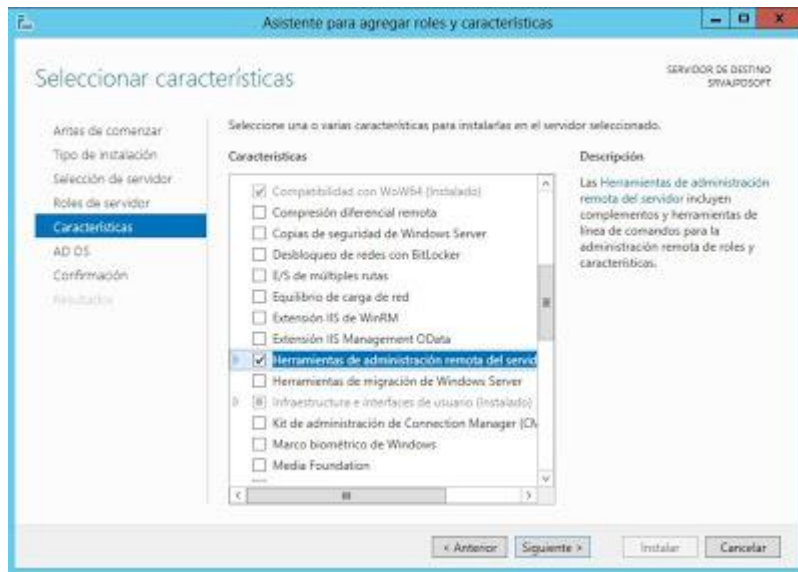 Asistente para agregar roles y características
Seleccionar características
SERVIDOR DE DESTINO
SRVAJPDSOFT
Antes de comenzar
Tipo de instalación
Selección de servidor
Roles de servidor
Características
AD DS
Confirmación
Resultados
Seleccione una o varias características para instalarlas en el servidor seleccionado.
Características
Compatibilidad con WoW64 (Instalado)
Compresión diferencial remota
Copias de seguridad de Windows Server
Desbloqueo de redes con BitLocker
E/S de múltiples rutas
Equilibrio de carga de red
Extensión IIS de WinRM
Extensión IIS Management OData
Herramientas de administración remota del servid
Herramientas de migración de Windows Server
Infraestructura e interfaces de usuario (Instalado)
Kit de administración de Connection Manager (CM
Marco biométrico de Windows
Media Foundation
Descripción
Las Herramientas de administración
remota del servidor incluyen
complementos y herramientas de
línea de comandos para la
administración remota de roles y
características.
< Anterior
Siguiente >
Instalar
Cancelar